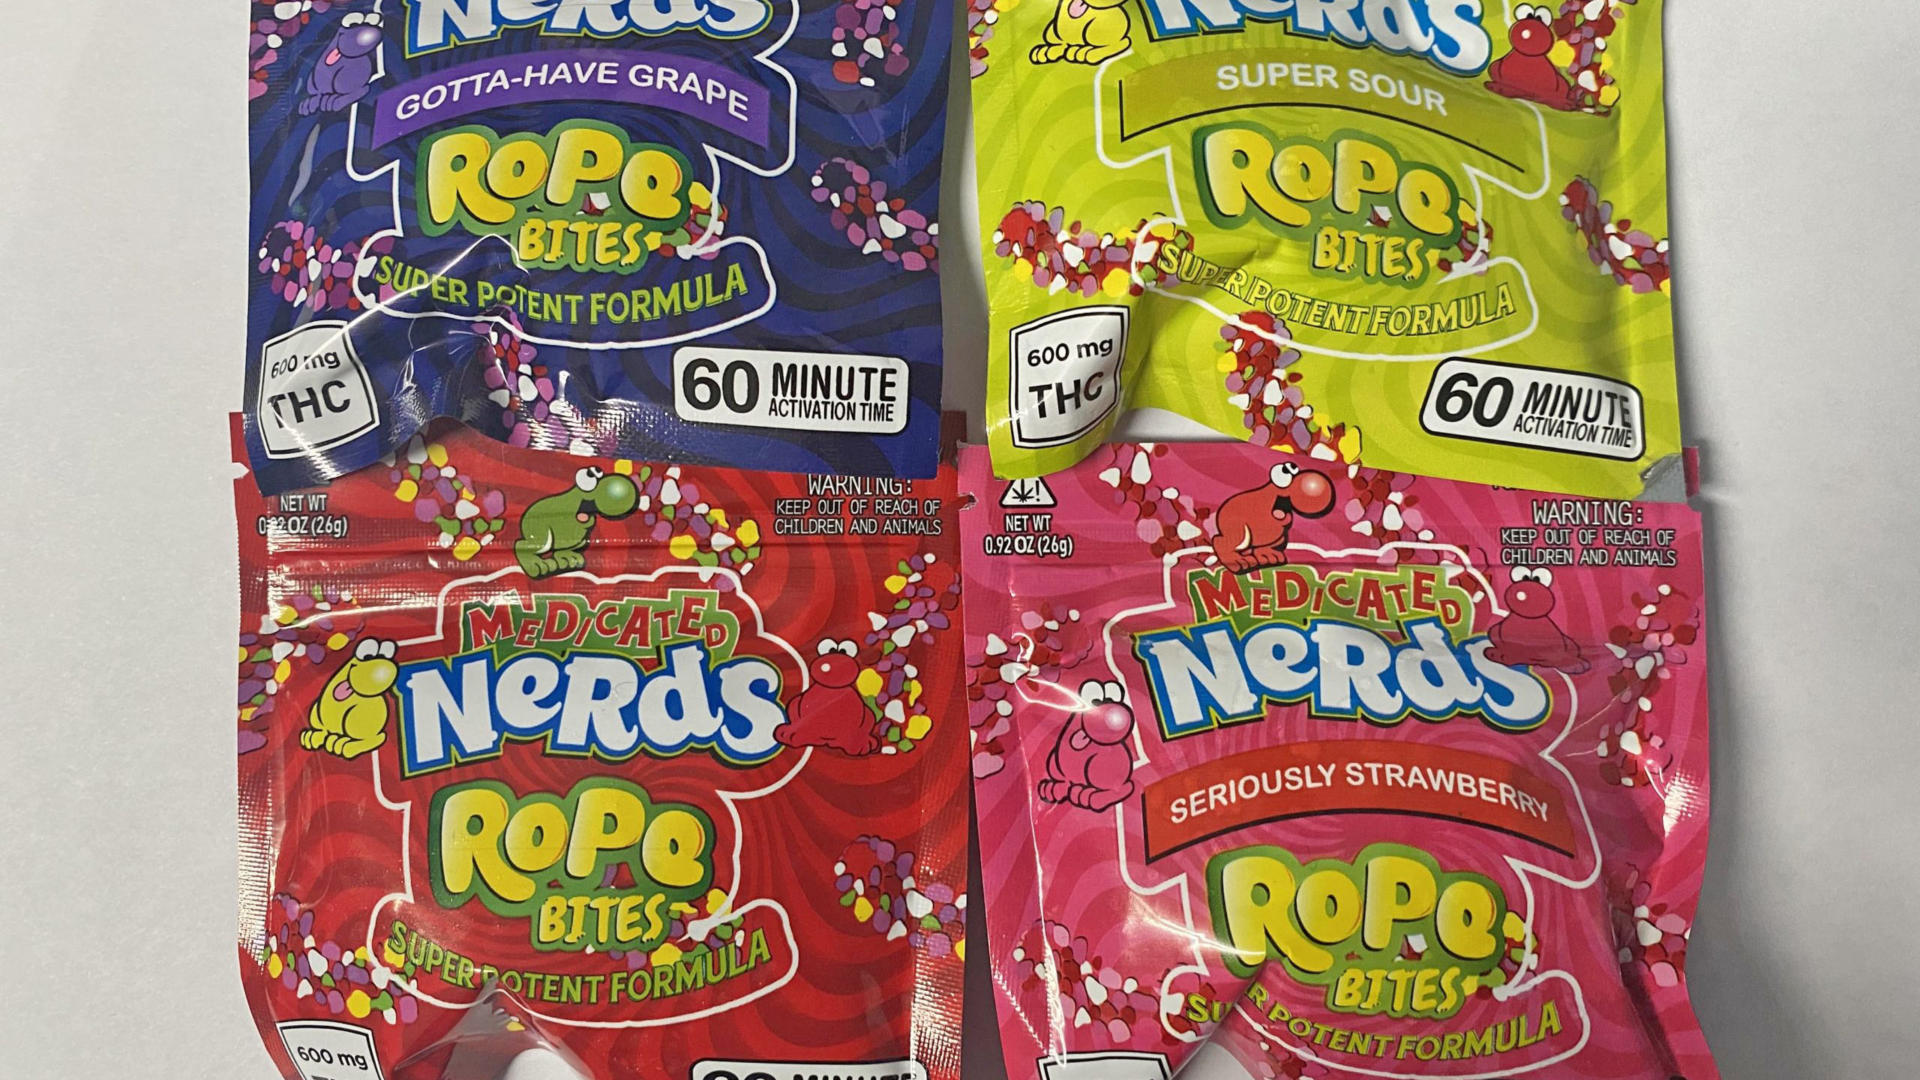 NeRds
GOTTA-HAVE GRAPE
RoPe
BITES
SUPER POTENT FORMULA
600 mg
THC
60 MINUTE
ACTIVATION TIME
NeRds
SUPER SOUR
RoPe
BITES
SUPER POTENT FORMULA
600 mg
THC
60 MINUTE
ACTIVATION TIME
NET WT
0.92 OZ (26g)
WARNING:
KEEP OUT OF REACH OF
CHILDREN AND ANIMALS
MEDICATED
NeRds
RoPe
BITES
SUPER POTENT FORMULA
600 mg
MINUTE
NET WT
0.92 OZ (26g)
WARNING:
KEEP OUT OF REACH OF
CHILDREN AND ANIMALS
MEDICATED
NeRds
SERIOUSLY STRAWBERRY
RoPe
BITES
SUPER POTENT FORMULA